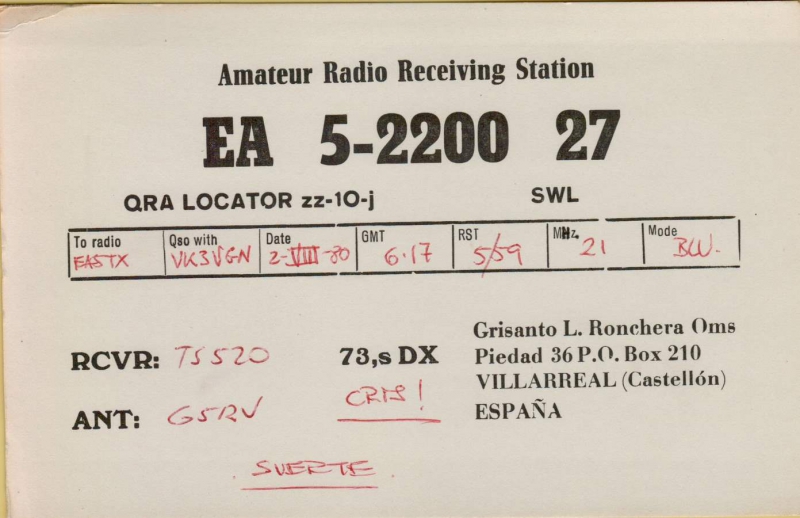 Amateur Radio Receiving Station
EA 5-2200 27
QRA LOCATOR zz-10-j SWL
To radio Qso with Date GMT RST MHz. Mode
EA5TX VK3VGN 2-VIII-80 6·17 5/59 21 BLU.
RCVR: TS520
73,s DX
Grisanto L. Ronchera Oms
Piedad 36 P.O. Box 210
VILLARREAL (Castellón)
ESPAÑA
ANT: G5RV
CRIS!
SUERTE